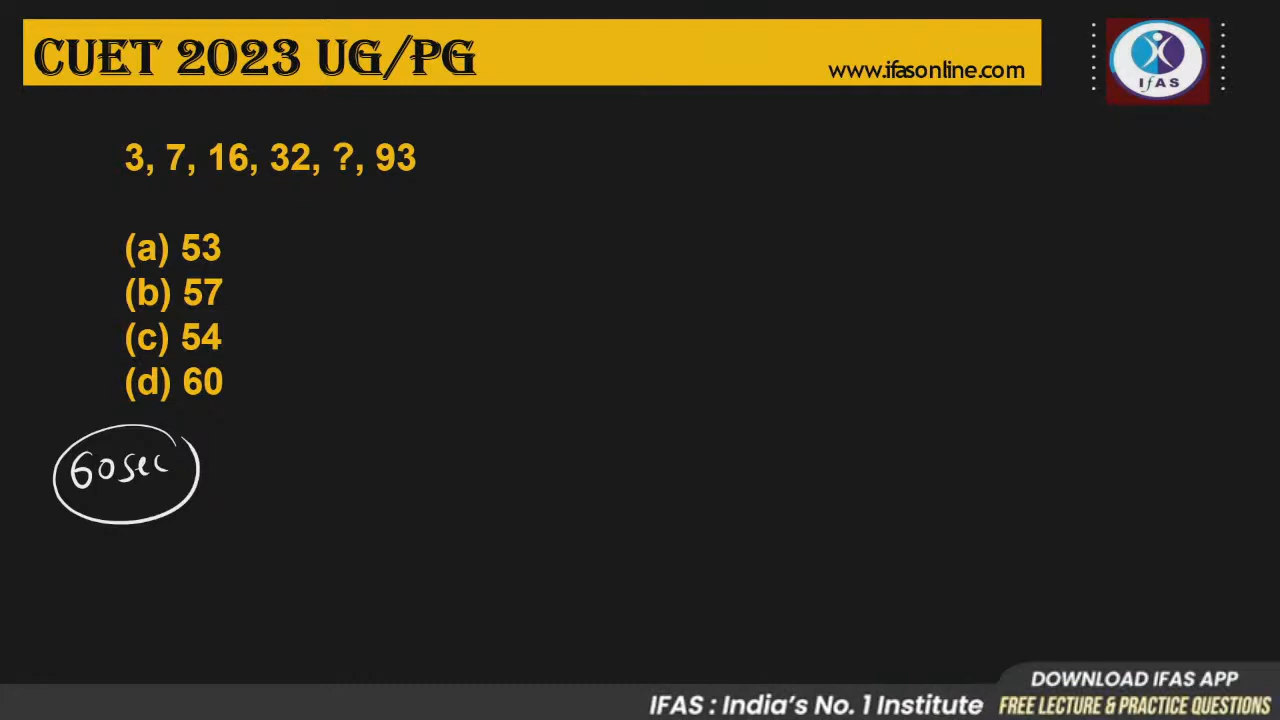 CUET 2023 UG/PG
www.ifasonline.com
IfAS
3, 7, 16, 32, ?, 93
(a) 53
(b) 57
(c) 54
(d) 60
60sec
DOWNLOAD IFAS APP
IFAS : India's No. 1 Institute
FREE LECTURE & PRACTICE QUESTIONS